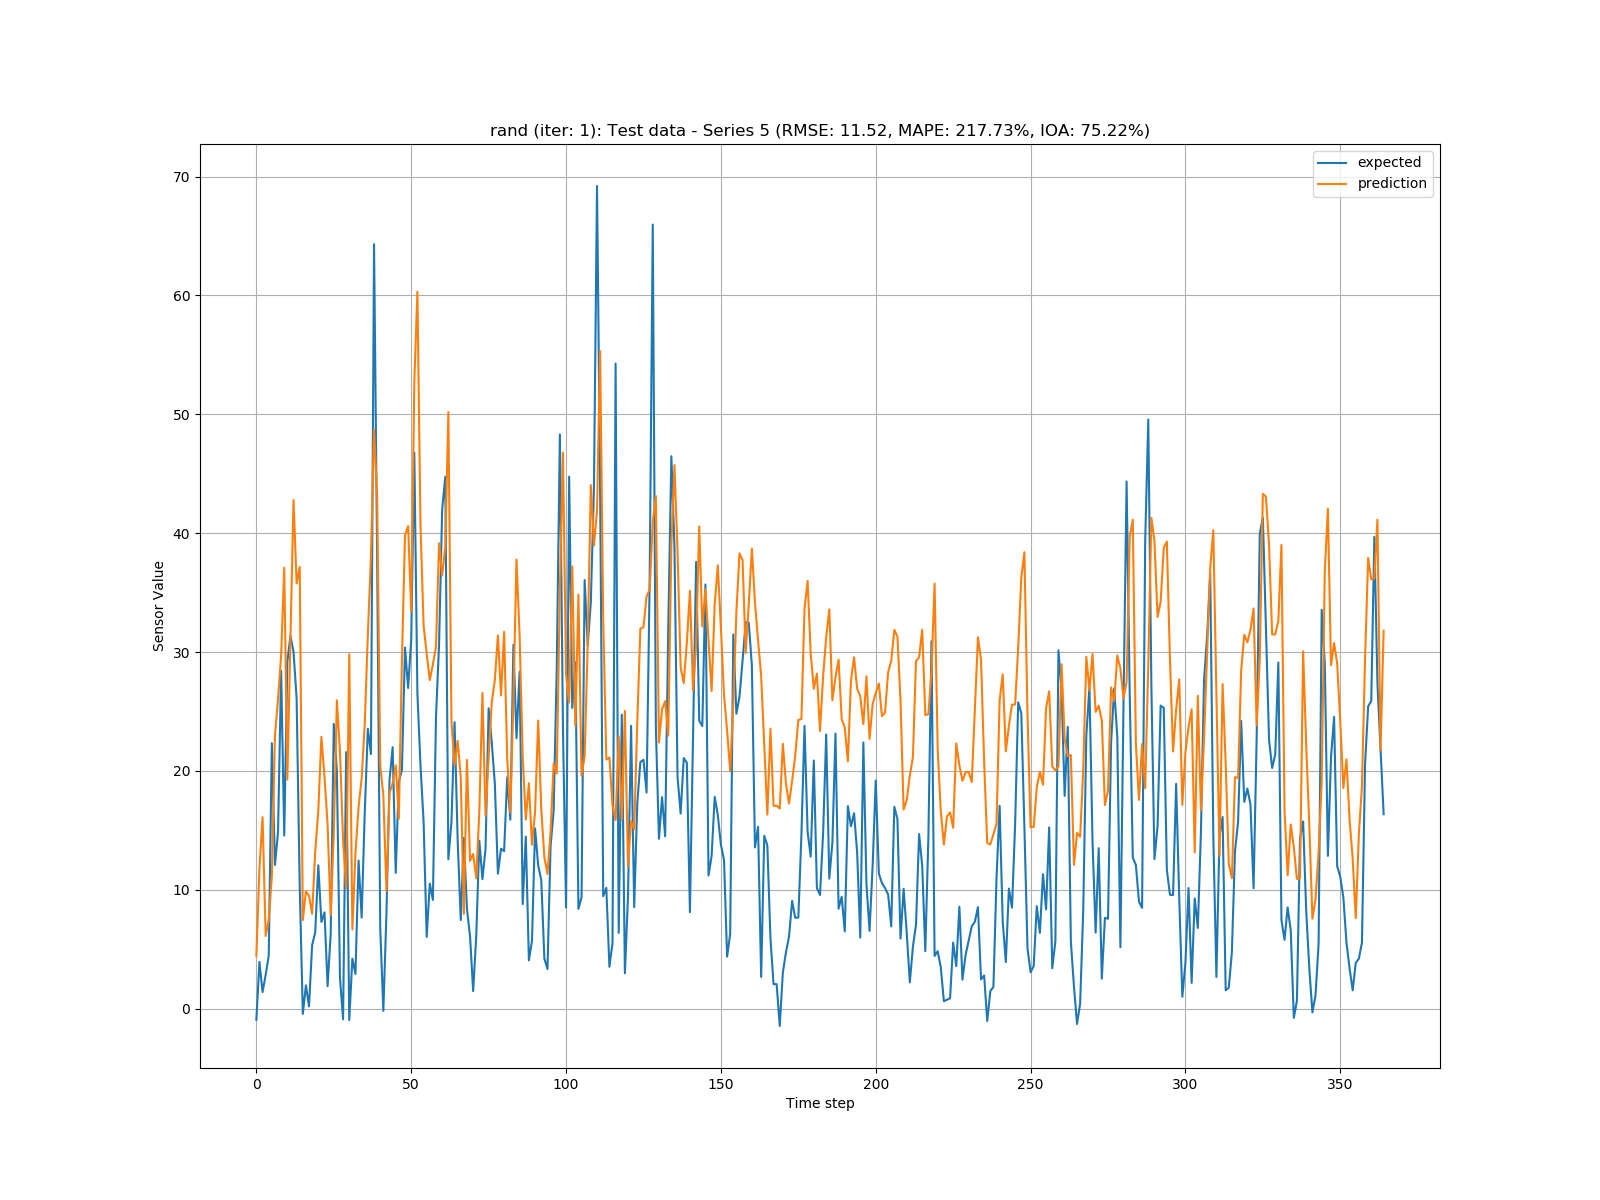 rand (iter: 1): Test data - Series 5 (RMSE: 11.52, MAPE: 217.73%, IOA: 75.22%)
expected
prediction
Sensor Value
70
60
50
40
30
20
10
0
0 50 100 150 200 250 300 350
Time step